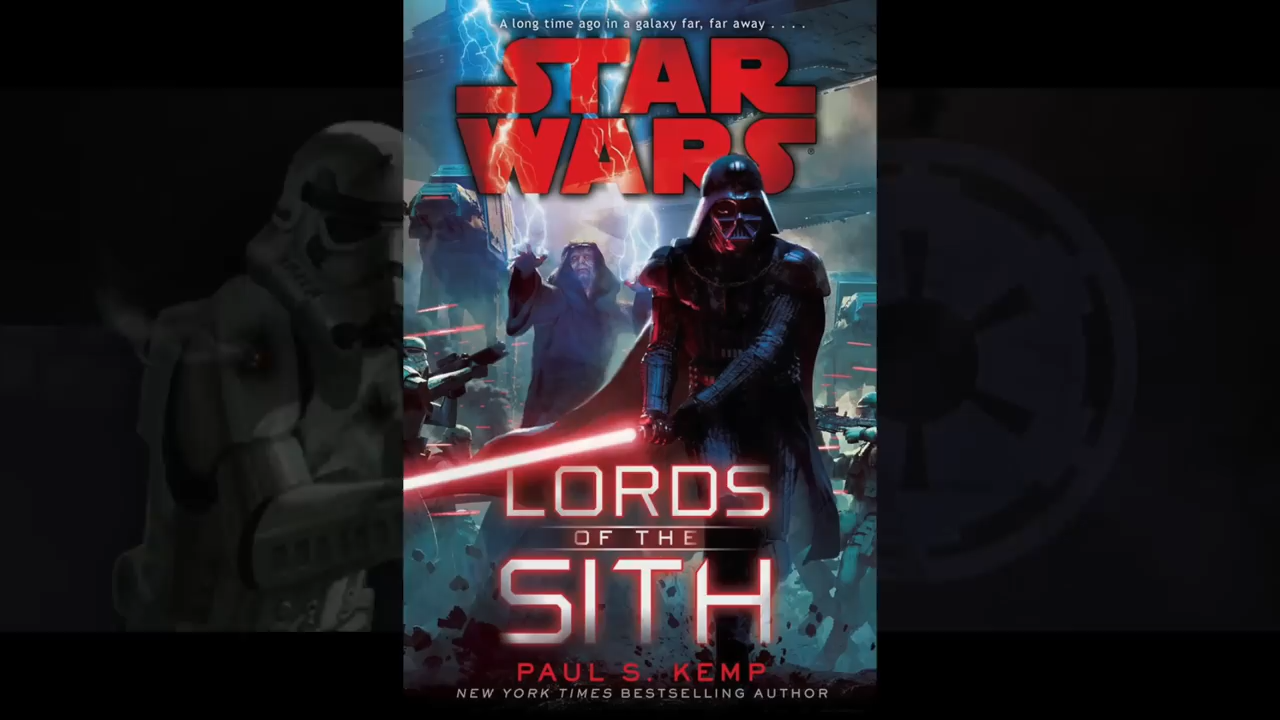 A long time ago in a galaxy far, far away . . . .
STAR
WARS®
LORDS
OF THE
SITH
PAUL S. KEMP
NEW YORK TIMES BESTSELLING AUTHOR